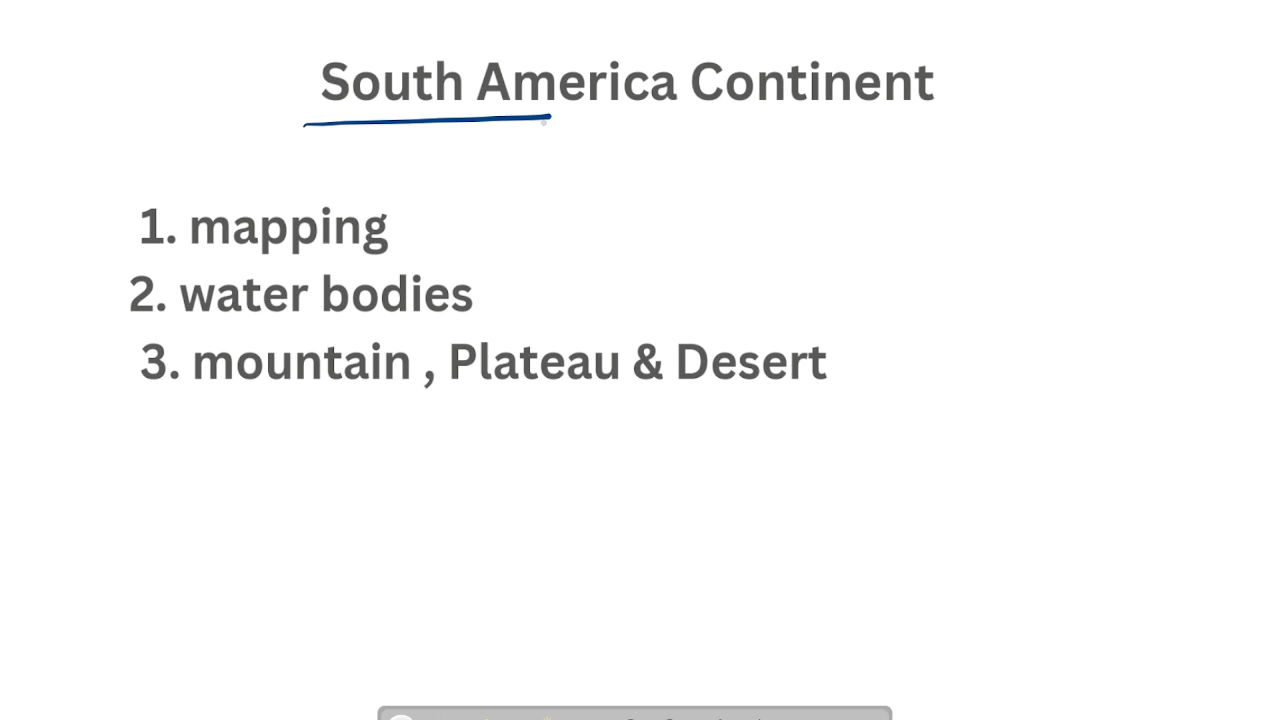 South America Continent
1. mapping
2. water bodies
3. mountain , Plateau & Desert